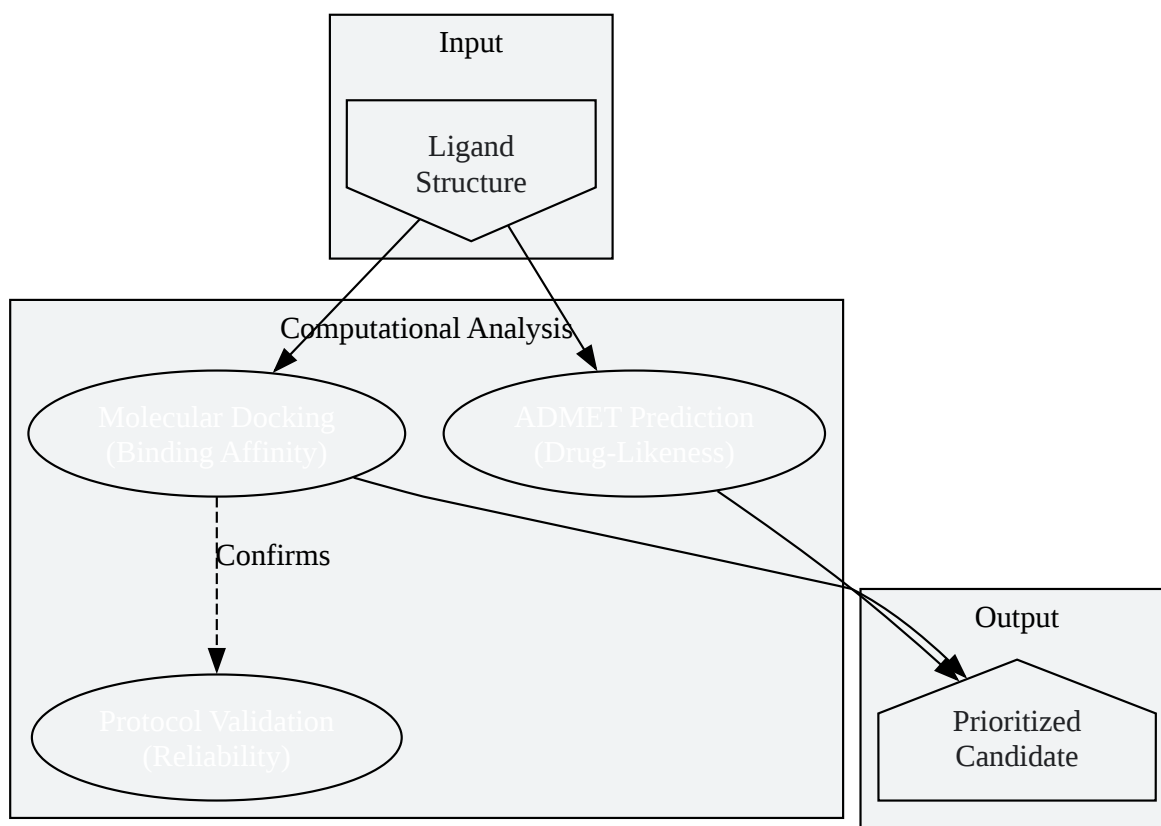 Input
Ligand
Structure
Computational Analysis
Molecular Docking
(Binding Affinity)
ADMET Prediction
(Drug-Likeness)
Confirms
Output
Protocol Validation
(Reliability)
Prioritized
Candidate